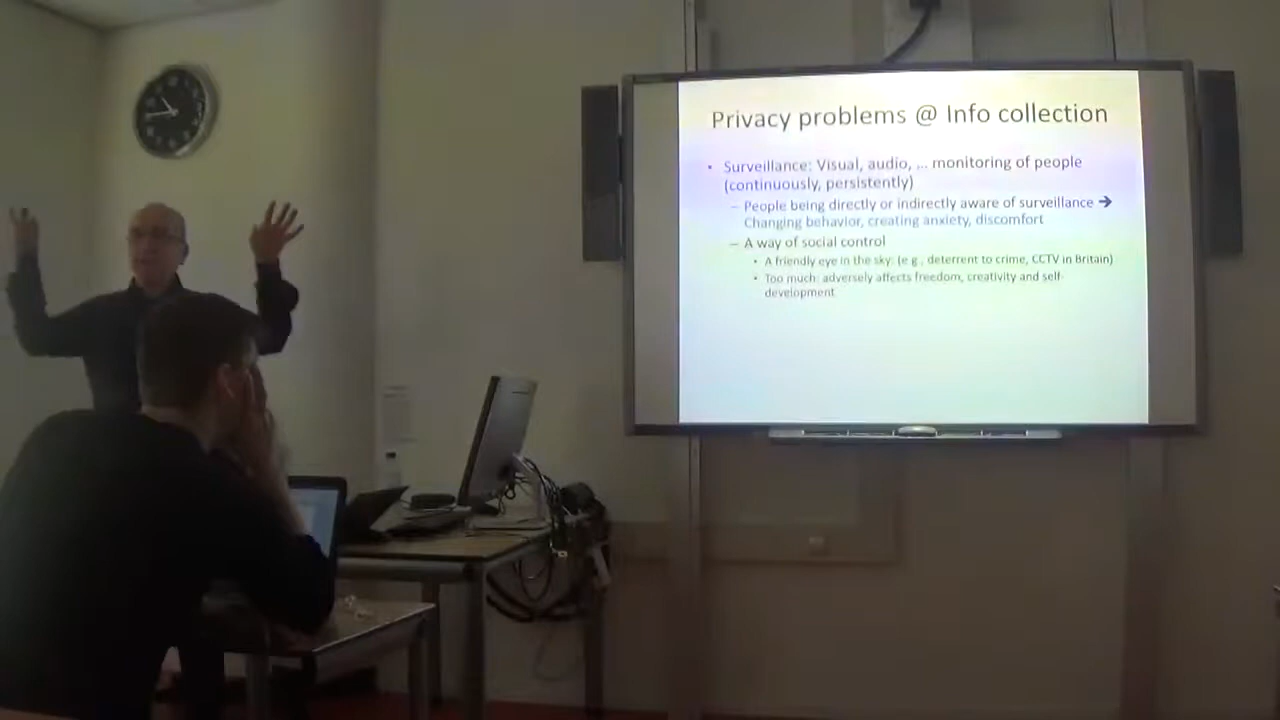 Privacy problems @ Info collection
• Surveillance: Visual, audio, ... monitoring of people
(continuously, persistently)
– People being directly or indirectly aware of surveillance ➔
Changing behavior, creating anxiety, discomfort
– A way of social control
• A friendly eye in the sky: (e.g., deterrent to crime, CCTV in Britain)
• Too much: adversely affects freedom, creativity and self-
development